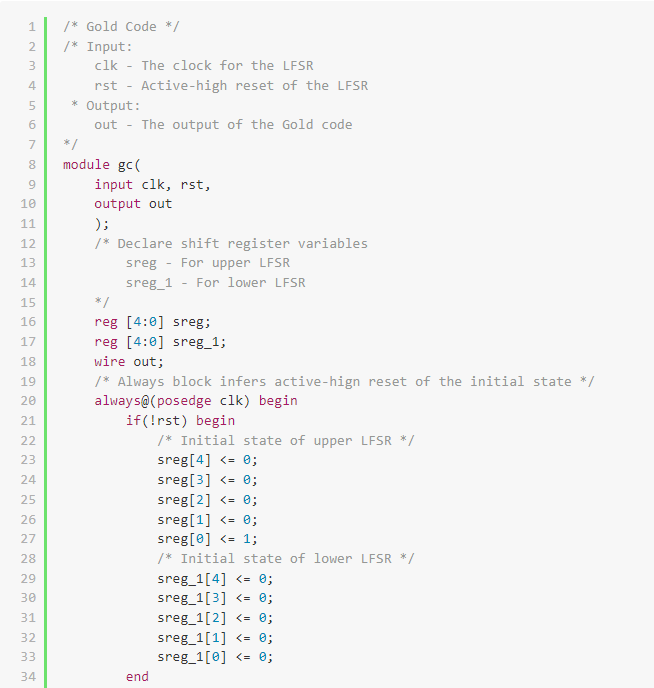 1 /* Gold Code */
2 /* Input:
3 clk - The clock for the LFSR
4 rst - Active-high reset of the LFSR
5 * Output:
6 out - The output of the Gold code
7 */
8 module gc(
9 input clk, rst,
10 output out
11 );
12 /* Declare shift register variables
13 sreg - For upper LFSR
14 sreg_1 - For lower LFSR
15 */
16 reg [4:0] sreg;
17 reg [4:0] sreg_1;
18 wire out;
19 /* Always block infers active-hign reset of the initial state */
20 always@(posedge clk) begin
21 if(!rst) begin
22 /* Initial state of upper LFSR */
23 sreg[4] <= 0;
24 sreg[3] <= 0;
25 sreg[2] <= 0;
26 sreg[1] <= 0;
27 sreg[0] <= 1;
28 /* Initial state of lower LFSR */
29 sreg_1[4] <= 0;
30 sreg_1[3] <= 0;
31 sreg_1[2] <= 0;
32 sreg_1[1] <= 0;
33 sreg_1[0] <= 0;
34 end